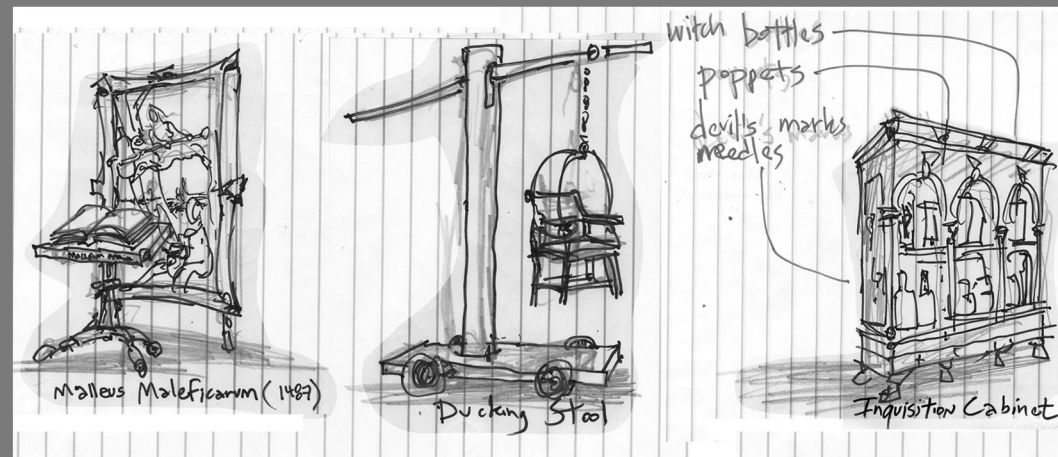 witch bottles
poppets
devil's marks
needles
Malleus Maleficarum (1487)
Ducking Stool
Inquisition Cabinet